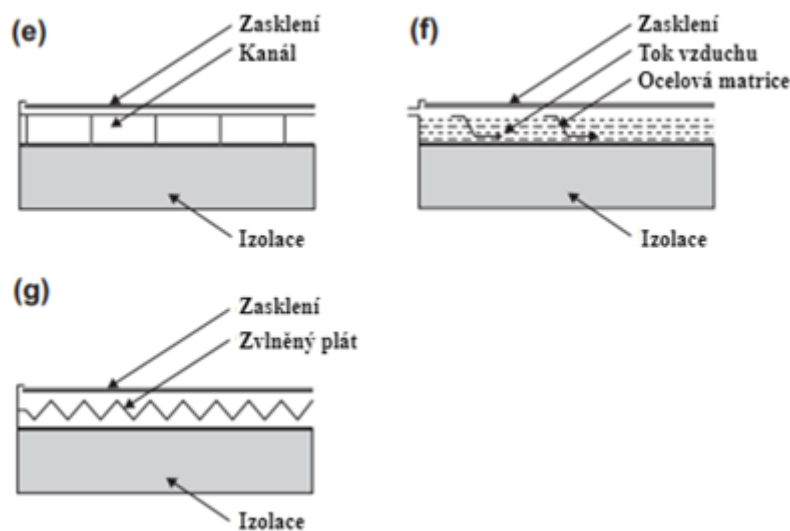 (e)
Zasklení
Kanál
Izolace
(f)
Zasklení
Tok vzduchu
Ocelová matrice
Izolace
(g)
Zasklení
Zvlněný plát
Izolace